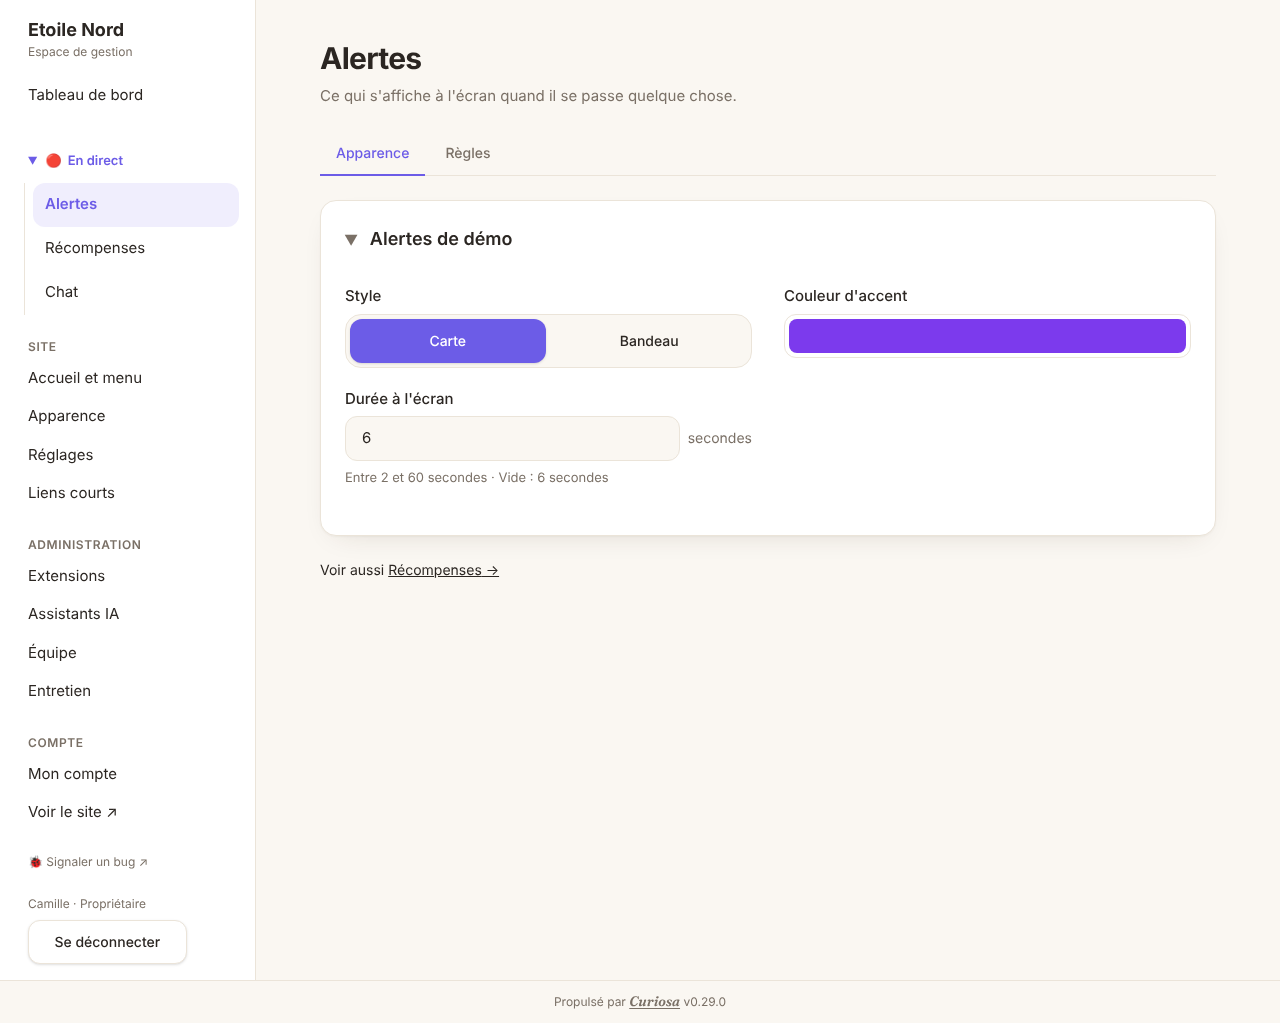 Etoile Nord
Espace de gestion
Tableau de bord
En direct
Alertes
Récompenses
Chat
SITE
Accueil et menu
Apparence
Réglages
Liens courts
ADMINISTRATION
Extensions
Assistants IA
Équipe
Entretien
COMPTE
Mon compte
Voir le site ↗
Signaler un bug ↗
Camille · Propriétaire
Se déconnecter
Alertes
Ce qui s'affiche à l'écran quand il se passe quelque chose.
Apparence Règles
Alertes de démo
Style
Carte Bandeau
Couleur d'accent
Durée à l'écran
6 secondes
Entre 2 et 60 secondes · Vide : 6 secondes
Voir aussi Récompenses →
Propulsé par Curiosa v0.29.0